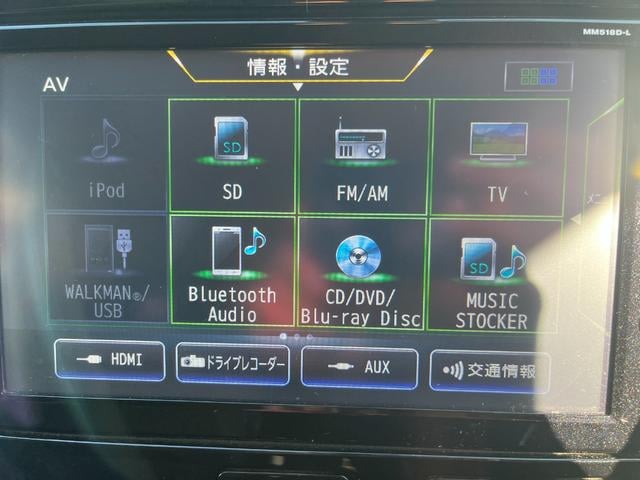 MM518D-L
情報・設定
AV
iPod
SD
SD
FM/AM
TV
メニ
WALKMAN®/
USB
Bluetooth
Audio
CD/DVD/
Blu-ray Disc
SD
MUSIC
STOCKER
HDMI
ドライブレコーダー
AUX
交通情報